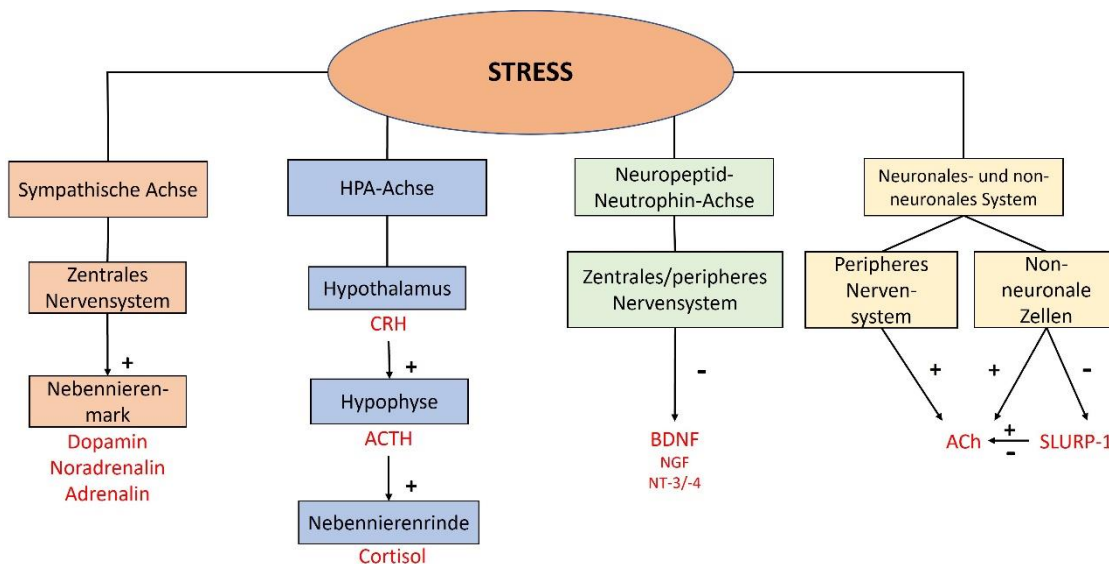 STRESS
Sympathische Achse
Zentrales
Nervensystem
+
Nebennieren-
mark
Dopamin
Noradrenalin
Adrenalin
HPA-Achse
Hypothalamus
CRH
+
Hypophyse
ACTH
+
Nebennierenrinde
Cortisol
Neuropeptid-
Neutrophin-Achse
Zentrales/peripheres
Nervensystem
-
BDNF
NGF
NT-3/-4
Neuronales- und non-
neuronales System
Peripheres
Nerven-
system
Non-
neuronale
Zellen
+ + -
ACh + SLURP-1
-